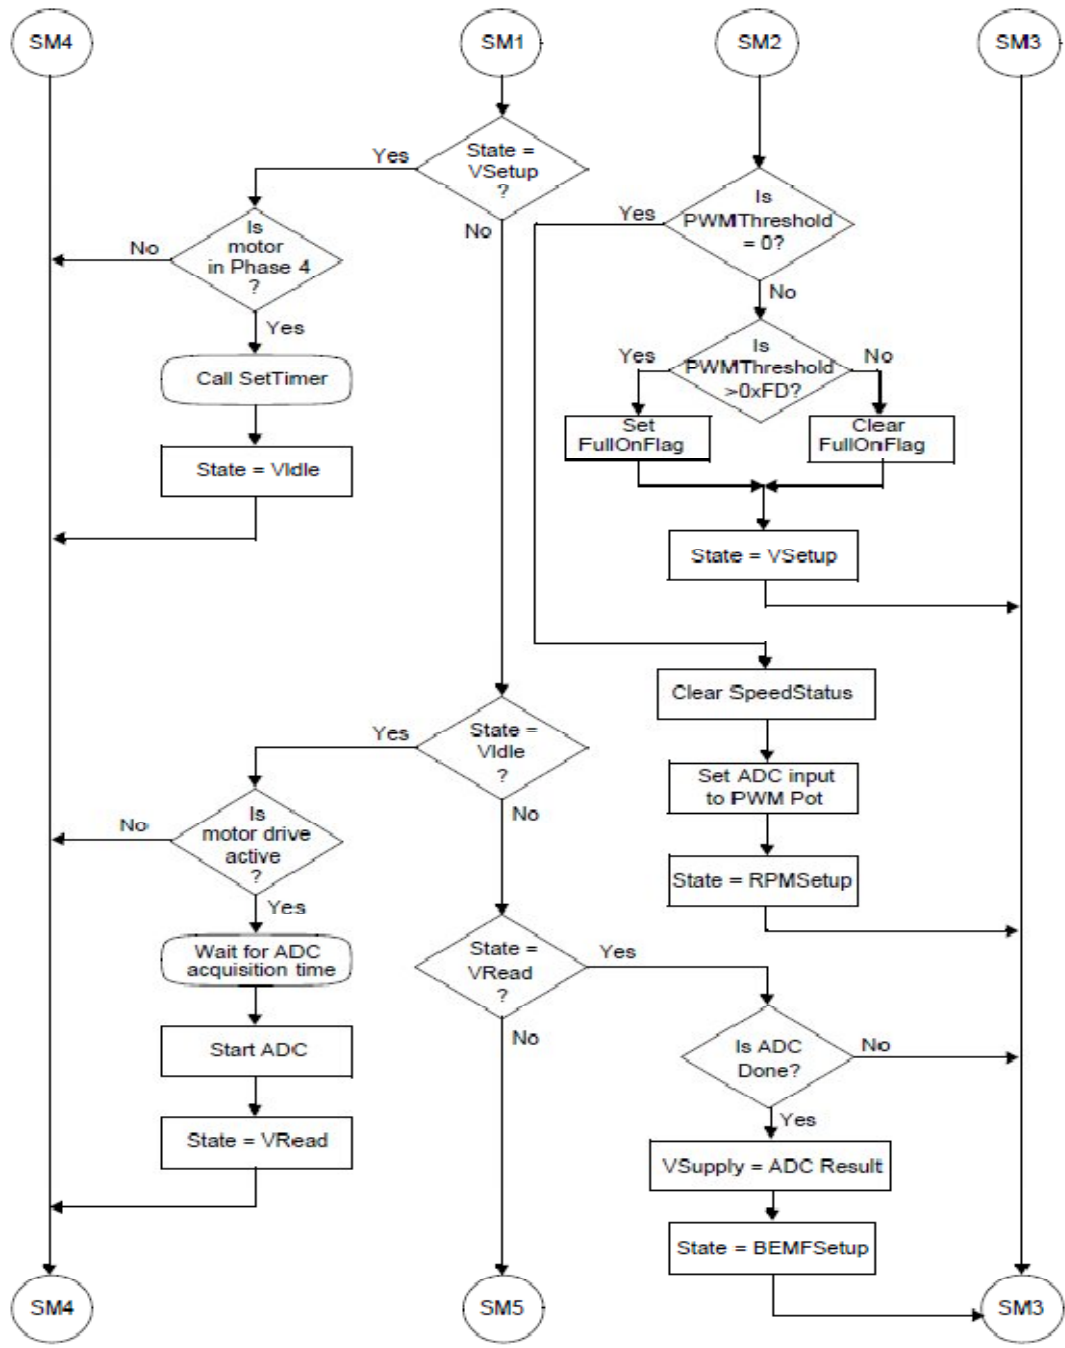 SM4
SM1
SM2
SM3
Yes
State =
VSetup
?
No
Is
motor
in Phase 4
?
No
Yes
Call SetTimer
State = VIdle
Is
PWMThreshold
= 0?
Yes
No
Is
PWMThreshold
>0xFD?
Yes
No
Set
FullOnFlag
Clear
FullOnFlag
State = VSetup
Clear SpeedStatus
Set ADC input
to PWM Pot
State = RPMSetup
Yes
State =
VIdle
?
No
Is
motor drive
active
?
No
Yes
Wait for ADC
acquisition time
Start ADC
State = VRead
State =
VRead
?
Yes
No
Is ADC
Done?
No
Yes
VSupply = ADC Result
State = BEMFSetup
SM4
SM5
SM3